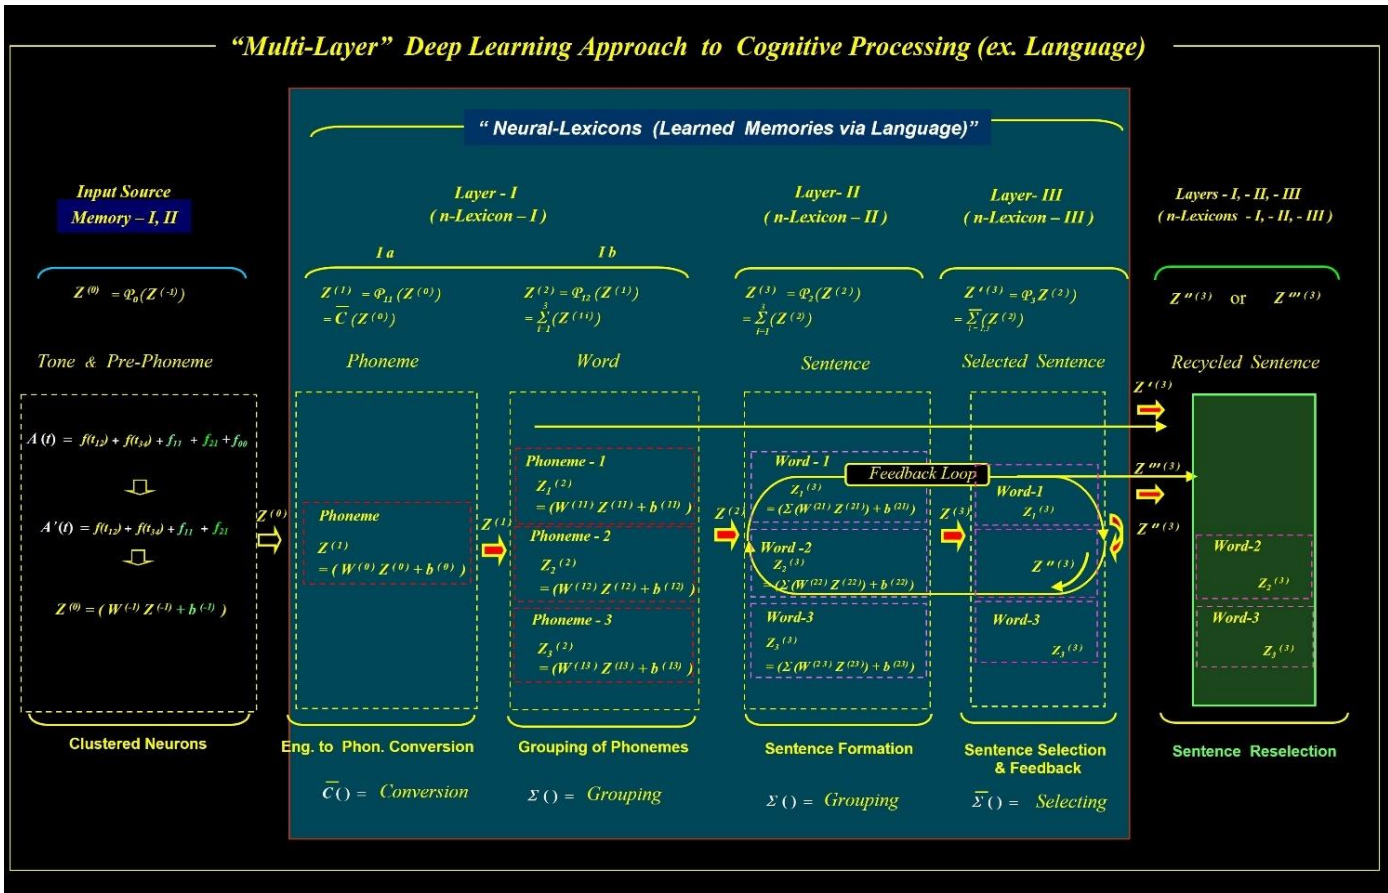 “Multi-Layer” Deep Learning Approach to Cognitive Processing (ex. Language)
“ Neural-Lexicons (Learned Memories via Language)”
Input Source
Memory – I, II
Z⁽⁰⁾ = φ₀(Z⁽⁻¹⁾)
Tone & Pre-Phoneme
A(t) = f(t₁₂) + f(t₃₄) + f₁₁ + f₂₁ + f₀₀
A'(t) = f(t₁₂) + f(t₃₄) + f₁₁ + f₂₁
Z⁽⁰⁾ = (W⁽⁻¹⁾ Z⁽⁻¹⁾ + b⁽⁻¹⁾ )
Clustered Neurons
Z⁽⁰⁾
Layer - I
( n-Lexicon – I )
I a
Z⁽¹⁾ = φ₁₁ (Z⁽⁰⁾)
= C̅ (Z⁽⁰⁾)
Phoneme
Phoneme
Z⁽¹⁾
= ( W⁽⁰⁾ Z⁽⁰⁾ + b⁽⁰⁾ )
Eng. to Phon. Conversion
C̅ () = Conversion
Z⁽¹⁾
I b
Z⁽²⁾ = φ₁₂ (Z⁽¹⁾)
3
= Σ (Z⁽¹ⁱ⁾)
i–1
Word
Phoneme - 1
Z₁⁽²⁾
= (W⁽¹¹⁾ Z⁽¹¹⁾ + b⁽¹¹⁾ )
Phoneme - 2
Z₂⁽²⁾
= (W⁽¹²⁾ Z⁽¹²⁾ + b⁽¹²⁾ )
Phoneme - 3
Z₃⁽²⁾
= (W⁽¹³⁾ Z⁽¹³⁾ + b⁽¹³⁾ )
Grouping of Phonemes
Σ () = Grouping
Z⁽²⁾
Layer- II
( n-Lexicon – II )
Z⁽³⁾ = φ₂(Z⁽²⁾)
3
= Σ (Z⁽²⁾)
i–1
Sentence
Word - 1
Z₁⁽³⁾
= (Σ (W⁽²¹⁾ Z⁽²¹⁾) + b⁽²¹⁾)
Word -2
Z₂⁽³⁾
= (Σ (W⁽²²⁾ Z⁽²²⁾) + b⁽²²⁾)
Word-3
Z₃⁽³⁾
= (Σ (W⁽²³⁾ Z⁽²³⁾) + b⁽²³⁾)
Sentence Formation
Σ () = Grouping
Feedback Loop
Z⁽³⁾
Layer- III
( n-Lexicon – III )
Z'⁽³⁾ = φ₃ Z⁽²⁾)
= Σ̅ (Z⁽²⁾)
Selected Sentence
Word-1
Z₁⁽³⁾
Z''⁽³⁾
Word-3
Z₃⁽³⁾
Sentence Selection
& Feedback
Σ̅ () = Selecting
Z'⁽³⁾
Z'''⁽³⁾
Z''⁽³⁾
Layers - I, - II, - III
( n-Lexicons - I, - II, - III )
Z''⁽³⁾ or Z'''⁽³⁾
Recycled Sentence
Word-2
Z₂⁽³⁾
Word-3
Z₃⁽³⁾
Sentence Reselection